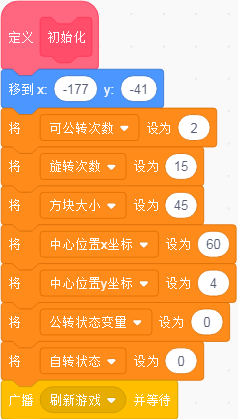 定义 初始化
移到 x: -177 y: -41
将 可公转次数 设为 2
将 旋转次数 设为 15
将 方块大小 设为 45
将 中心位置x坐标 设为 60
将 中心位置y坐标 设为 4
将 公转状态变量 设为 0
将 自转状态 设为 0
广播 刷新游戏 并等待